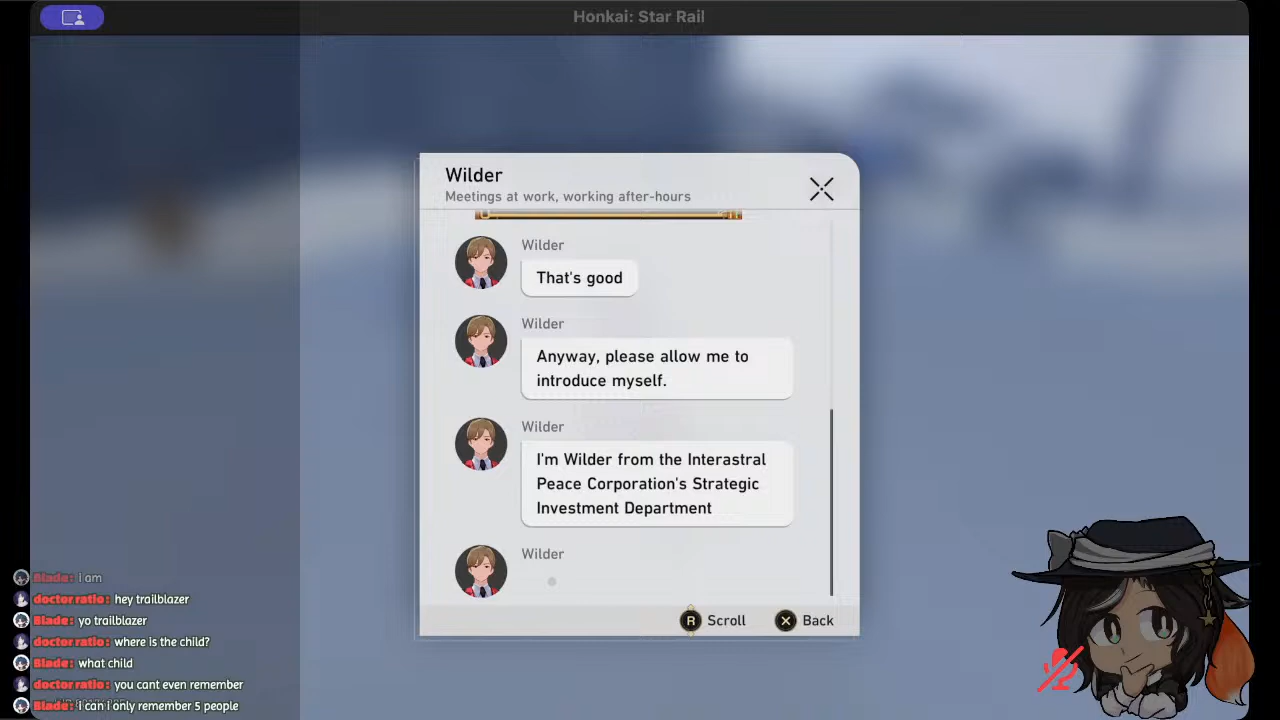 Honkai: Star Rail
Wilder
Meetings at work, working after-hours
Wilder
That's good
Wilder
Anyway, please allow me to
introduce myself.
Wilder
I'm Wilder from the Interastral
Peace Corporation's Strategic
Investment Department
Wilder
R Scroll
X Back
Blade: i am
doctor ratio: hey trailblazer
Blade: yo trailblazer
doctor ratio: where is the child?
Blade: what child
doctor ratio: you cant even remember
Blade: i can i only remember 5 people